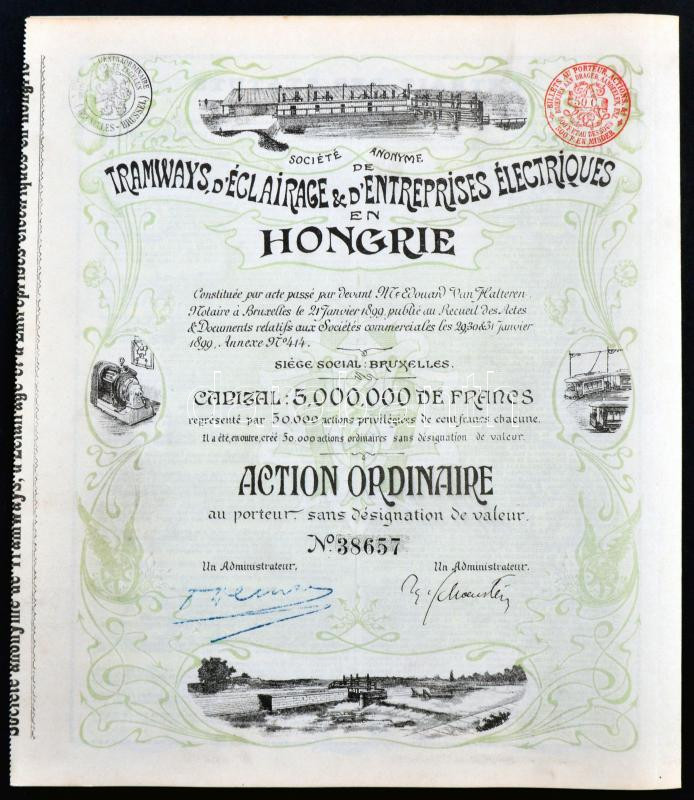 SOCIÉTÉ ANONYME
DE
TRAMWAYS, D'ÉCLAIRAGE & D'ENTREPRISES ÉLECTRIQUES
EN
HONGRIE
Constituée par acte passé par devant Mr Edouard Van Halteren
Notaire à Bruxelles le 21 Janvier 1899, publié au Recueil des Actes
& Documents relatifs aux Sociétés commerciales les 29.30 & 31 Janvier
1899, Annexe No 414.
SIÈGE SOCIAL: BRUXELLES.
CAPITAL: 5,000,000 DE FRANCS
représenté par 50.000 actions privilégiées de cent francs chacune.
Il a été, en outre, créé 50.000 actions ordinaires sans désignation de valeur.
ACTION ORDINAIRE
au porteur sans désignation de valeur.
No 38657
Un Administrateur, Un Administrateur,